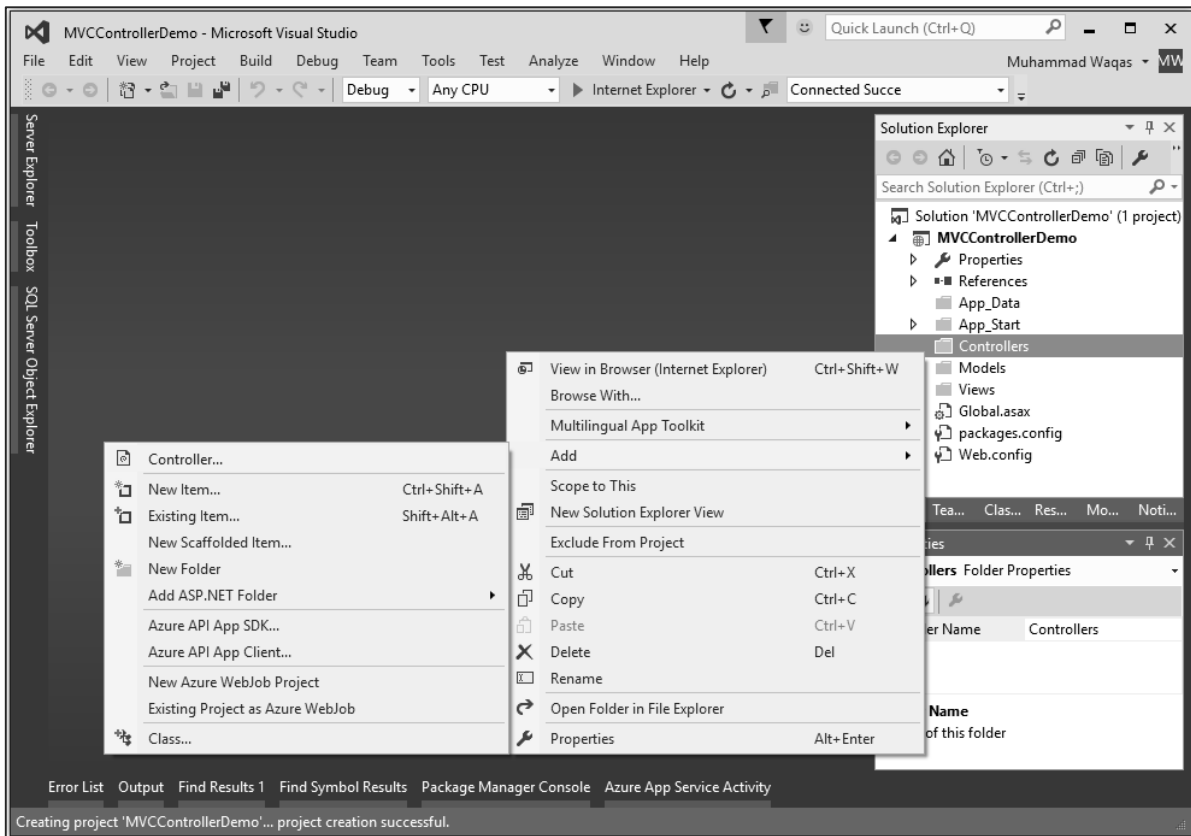 MVCControllerDemo - Microsoft Visual Studio
Quick Launch (Ctrl+Q)
File Edit View Project Build Debug Team Tools Test Analyze Window Help
Muhammad Waqas MW
Debug Any CPU Internet Explorer Connected Succe
Server Explorer
Toolbox
SQL Server Object Explorer
Solution Explorer
Search Solution Explorer (Ctrl+;)
Solution 'MVCControllerDemo' (1 project)
MVCControllerDemo
Properties
References
App_Data
App_Start
Controllers
Models
Views
Global.asax
packages.config
Web.config
View in Browser (Internet Explorer) Ctrl+Shift+W
Browse With...
Multilingual App Toolkit
Add
Scope to This
New Solution Explorer View
Exclude From Project
Cut Ctrl+X
Copy Ctrl+C
Paste Ctrl+V
Delete Del
Rename
Open Folder in File Explorer
Properties Alt+Enter
Controller...
New Item... Ctrl+Shift+A
Existing Item... Shift+Alt+A
New Scaffolded Item...
New Folder
Add ASP.NET Folder
Azure API App SDK...
Azure API App Client...
New Azure WebJob Project
Existing Project as Azure WebJob
Class...
Tea... Clas... Res... Mo... Noti...
ies
llers Folder Properties
er Name Controllers
Name
of this folder
Error List Output Find Results 1 Find Symbol Results Package Manager Console Azure App Service Activity
Creating project 'MVCControllerDemo'... project creation successful.